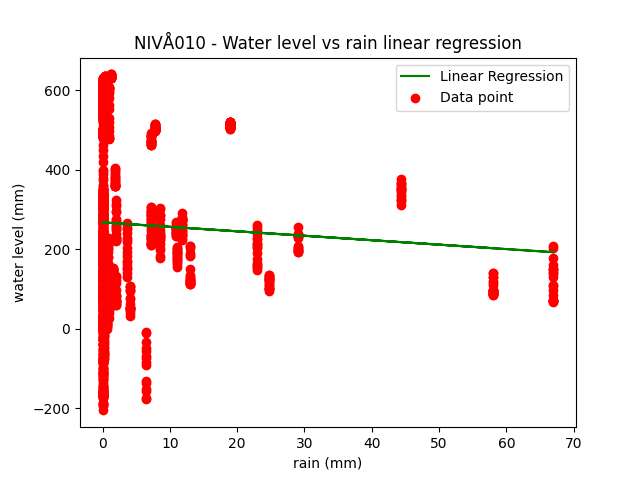 NIVÅ010 - Water level vs rain linear regression
Linear Regression
Data point
water level (mm)
600
400
200
0
−200
0 10 20 30 40 50 60 70
rain (mm)